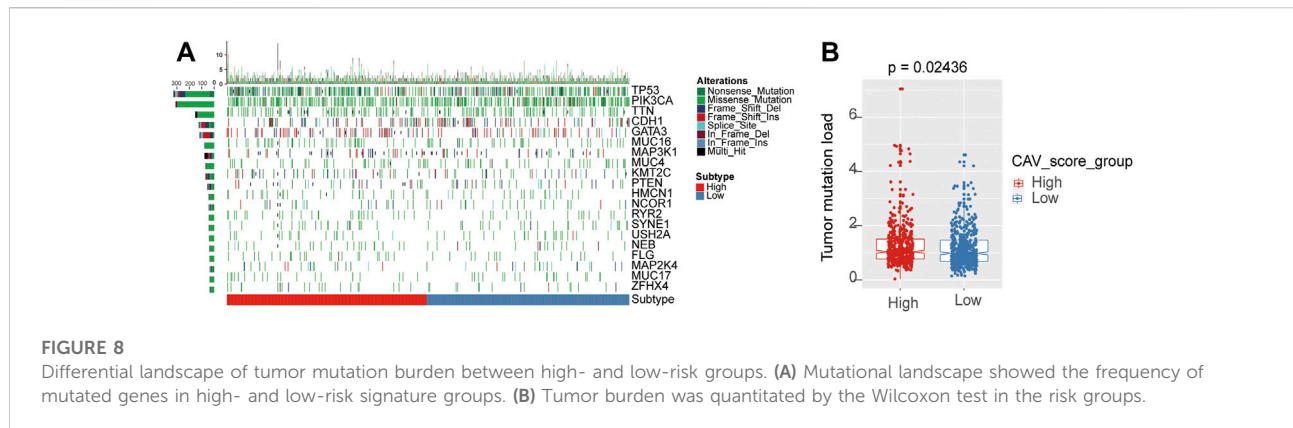 A
10
5
0
300 200 100 0
TP53
PIK3CA
TTN
CDH1
GATA3
MUC16
MAP3K1
MUC4
KMT2C
PTEN
HMCN1
NCOR1
RYR2
SYNE1
USH2A
NEB
FLG
MAP2K4
MUC17
ZFHX4
Subtype
Alterations
Nonsense_Mutation
Missense_Mutation
Frame_Shift_Del
Frame_Shift_Ins
Splice_Site
In_Frame_Del
In_Frame_Ins
Multi_Hit
Subtype
High
Low
B
p = 0.02436
Tumor mutation load
6
4
2
0
High Low
CAV_score_group
High
Low
FIGURE 8
Differential landscape of tumor mutation burden between high- and low-risk groups. (A) Mutational landscape showed the frequency of
mutated genes in high- and low-risk signature groups. (B) Tumor burden was quantitated by the Wilcoxon test in the risk groups.